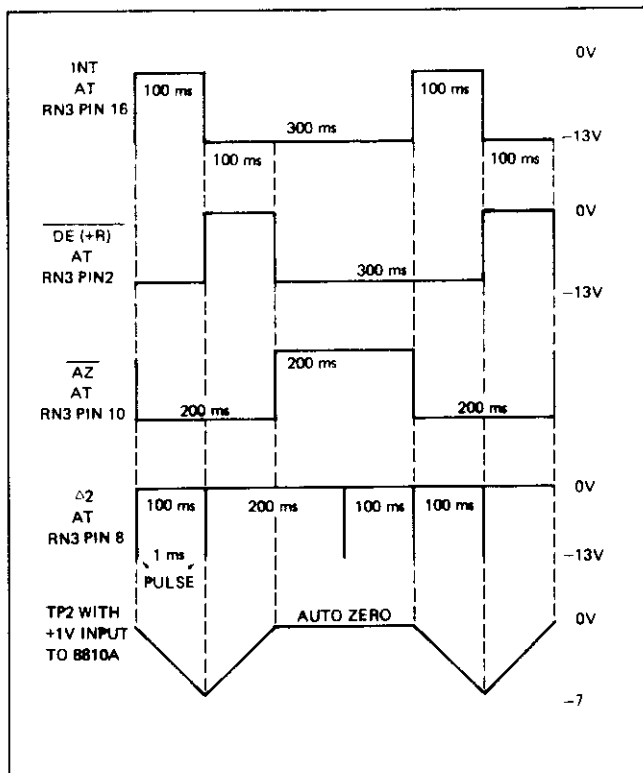 INT
AT
RN3 PIN 16
100 ms
300 ms
100 ms
100 ms
100 ms
0V
−13V
DE (+R)
AT
RN3 PIN2
300 ms
0V
−13V
AZ
AT
RN3 PIN 10
200 ms
200 ms
200 ms
Δ2
AT
RN3 PIN 8
100 ms
200 ms
100 ms
100 ms
0V
−13V
1 ms
PULSE
TP2 WITH
+1V INPUT
TO 8810A
AUTO ZERO
0V
−7